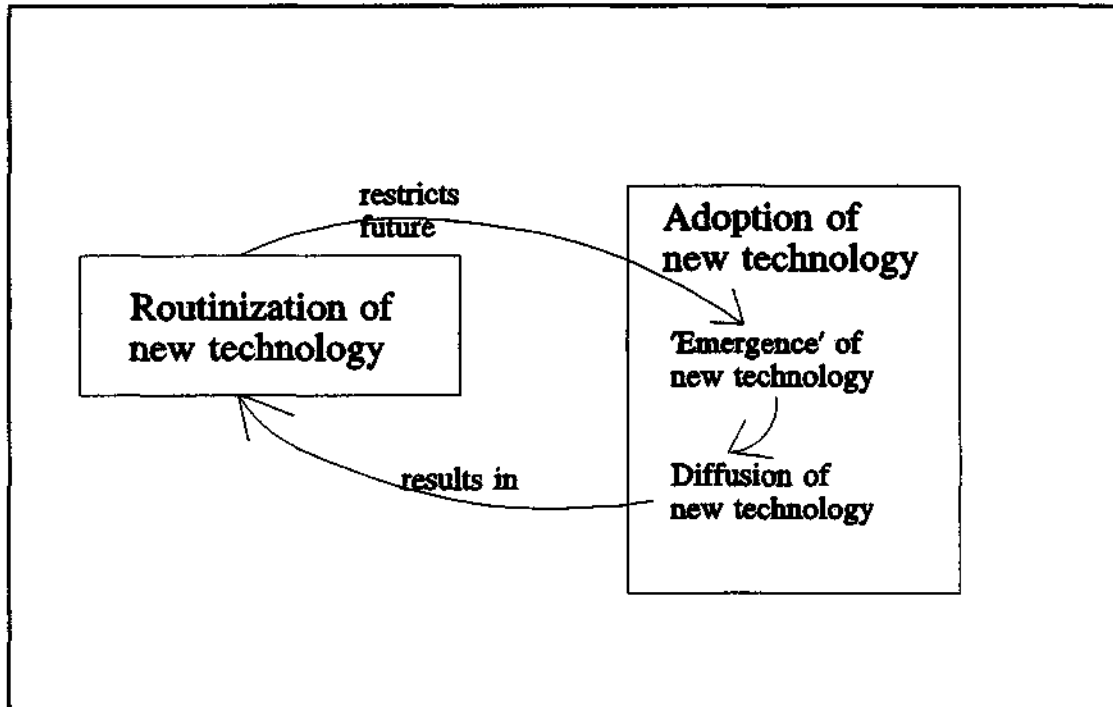 restricts
future
Routinization of
new technology
Adoption of
new technology
'Emergence' of
new technology
Diffusion of
new technology
results in